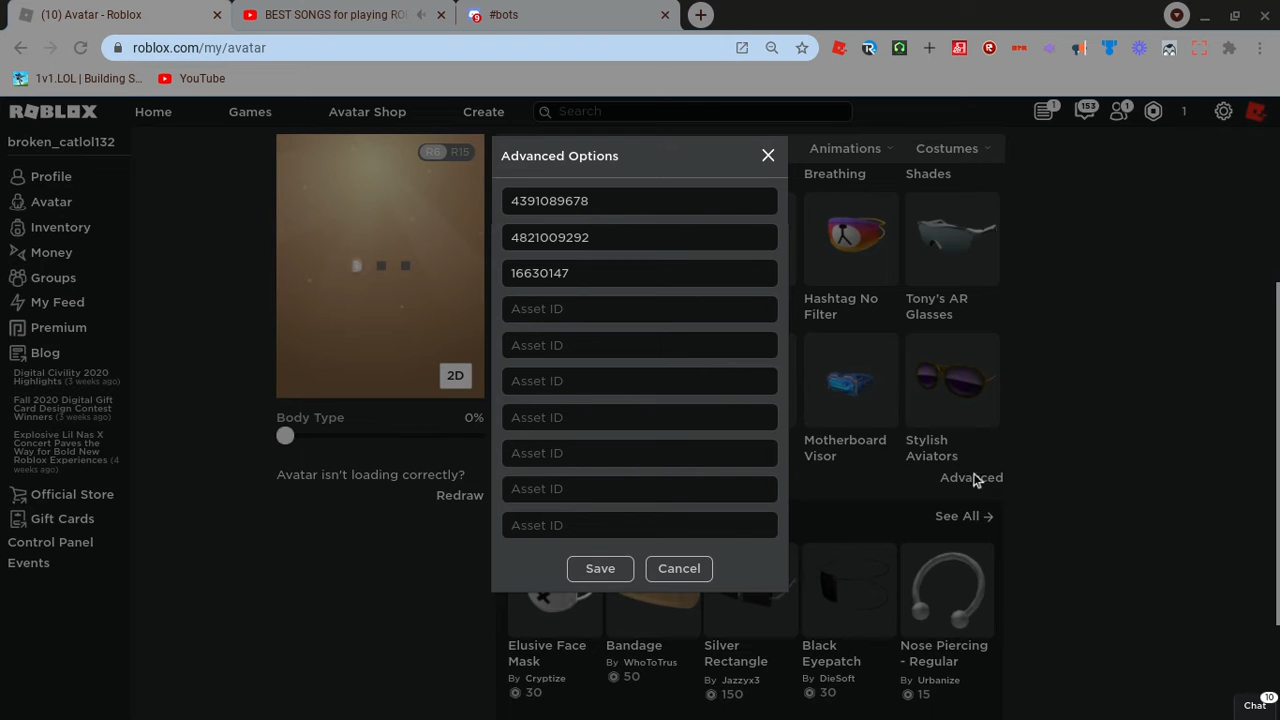 (10) Avatar - Roblox
BEST SONGS for playing RO
#bots
roblox.com/my/avatar
1v1.LOL | Building S...
YouTube
ROBLOX
Home
Games
Avatar Shop
Create
Search
1
153
1
1
broken_catlol132
Profile
Avatar
Inventory
Money
Groups
My Feed
Premium
Blog
Digital Civility 2020
Highlights (3 weeks ago)
Fall 2020 Digital Gift
Card Design Contest
Winners (3 weeks ago)
Explosive Lil Nas X
Concert Paves the
Way for Bold New
Roblox Experiences (4
weeks ago)
Official Store
Gift Cards
Control Panel
Events
R6
R15
2D
Body Type
0%
Avatar isn't loading correctly?
Redraw
Advanced Options
4391089678
4821009292
16630147
Asset ID
Asset ID
Asset ID
Asset ID
Asset ID
Asset ID
Asset ID
Save
Cancel
Animations
Costumes
Breathing
Shades
Hashtag No
Filter
Tony's AR
Glasses
Motherboard
Visor
Stylish
Aviators
Advanced
See All
Elusive Face
Mask
By Cryptize
30
Bandage
By WhoToTrus
50
Silver
Rectangle
By Jazzyx3
150
Black
Eyepatch
By DieSoft
30
Nose Piercing
- Regular
By Urbanize
15
Chat
10